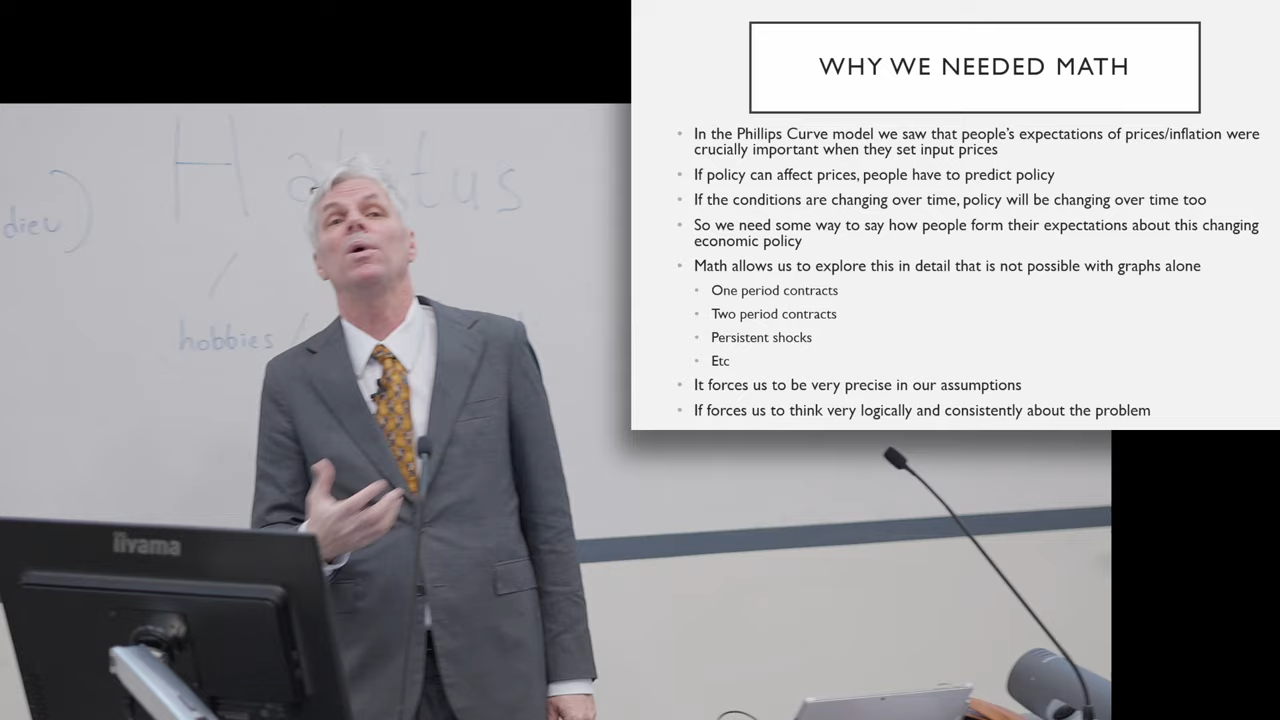 WHY WE NEEDED MATH
• In the Phillips Curve model we saw that people's expectations of prices/inflation were
crucially important when they set input prices
• If policy can affect prices, people have to predict policy
• If the conditions are changing over time, policy will be changing over time too
• So we need some way to say how people form their expectations about this changing
economic policy
• Math allows us to explore this in detail that is not possible with graphs alone
• One period contracts
• Two period contracts
• Persistent shocks
• Etc
• It forces us to be very precise in our assumptions
• If forces us to think very logically and consistently about the problem
dieu)
hobbies /
iiyama